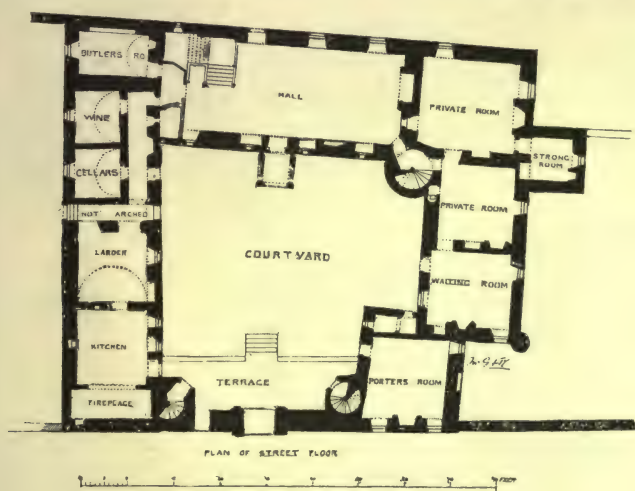 BUTLERS RO
HALL
WINE
PRIVATE ROOM
STRONG
ROOM
CELLARS
PRIVATE ROOM
NOT ARCHED
LARDER
COURTYARD
WAITING ROOM
KITCHEN
TERRACE
PORTERS ROOM
FIREPLACE
PLAN OF STREET FLOOR